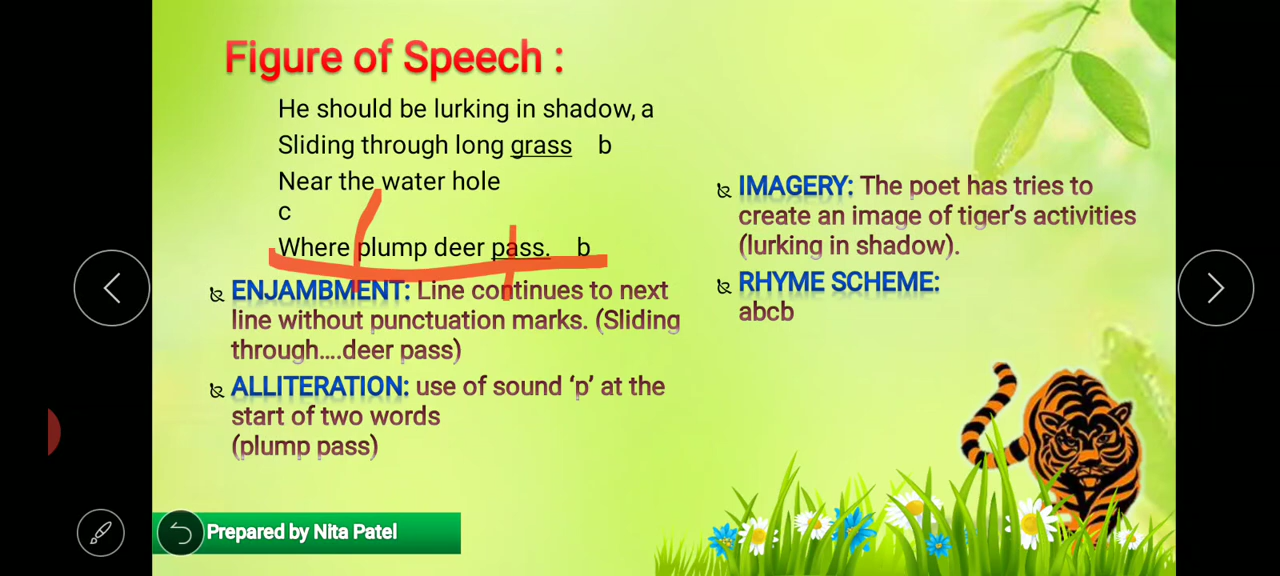 Figure of Speech :
He should be lurking in shadow, a
Sliding through long grass b
Near the water hole
c
Where plump deer pass. b
ENJAMBMENT: Line continues to next
line without punctuation marks. (Sliding
through....deer pass)
ALLITERATION: use of sound ‘p’ at the
start of two words
(plump pass)
IMAGERY: The poet has tries to
create an image of tiger’s activities
(lurking in shadow).
RHYME SCHEME:
abcb
Prepared by Nita Patel